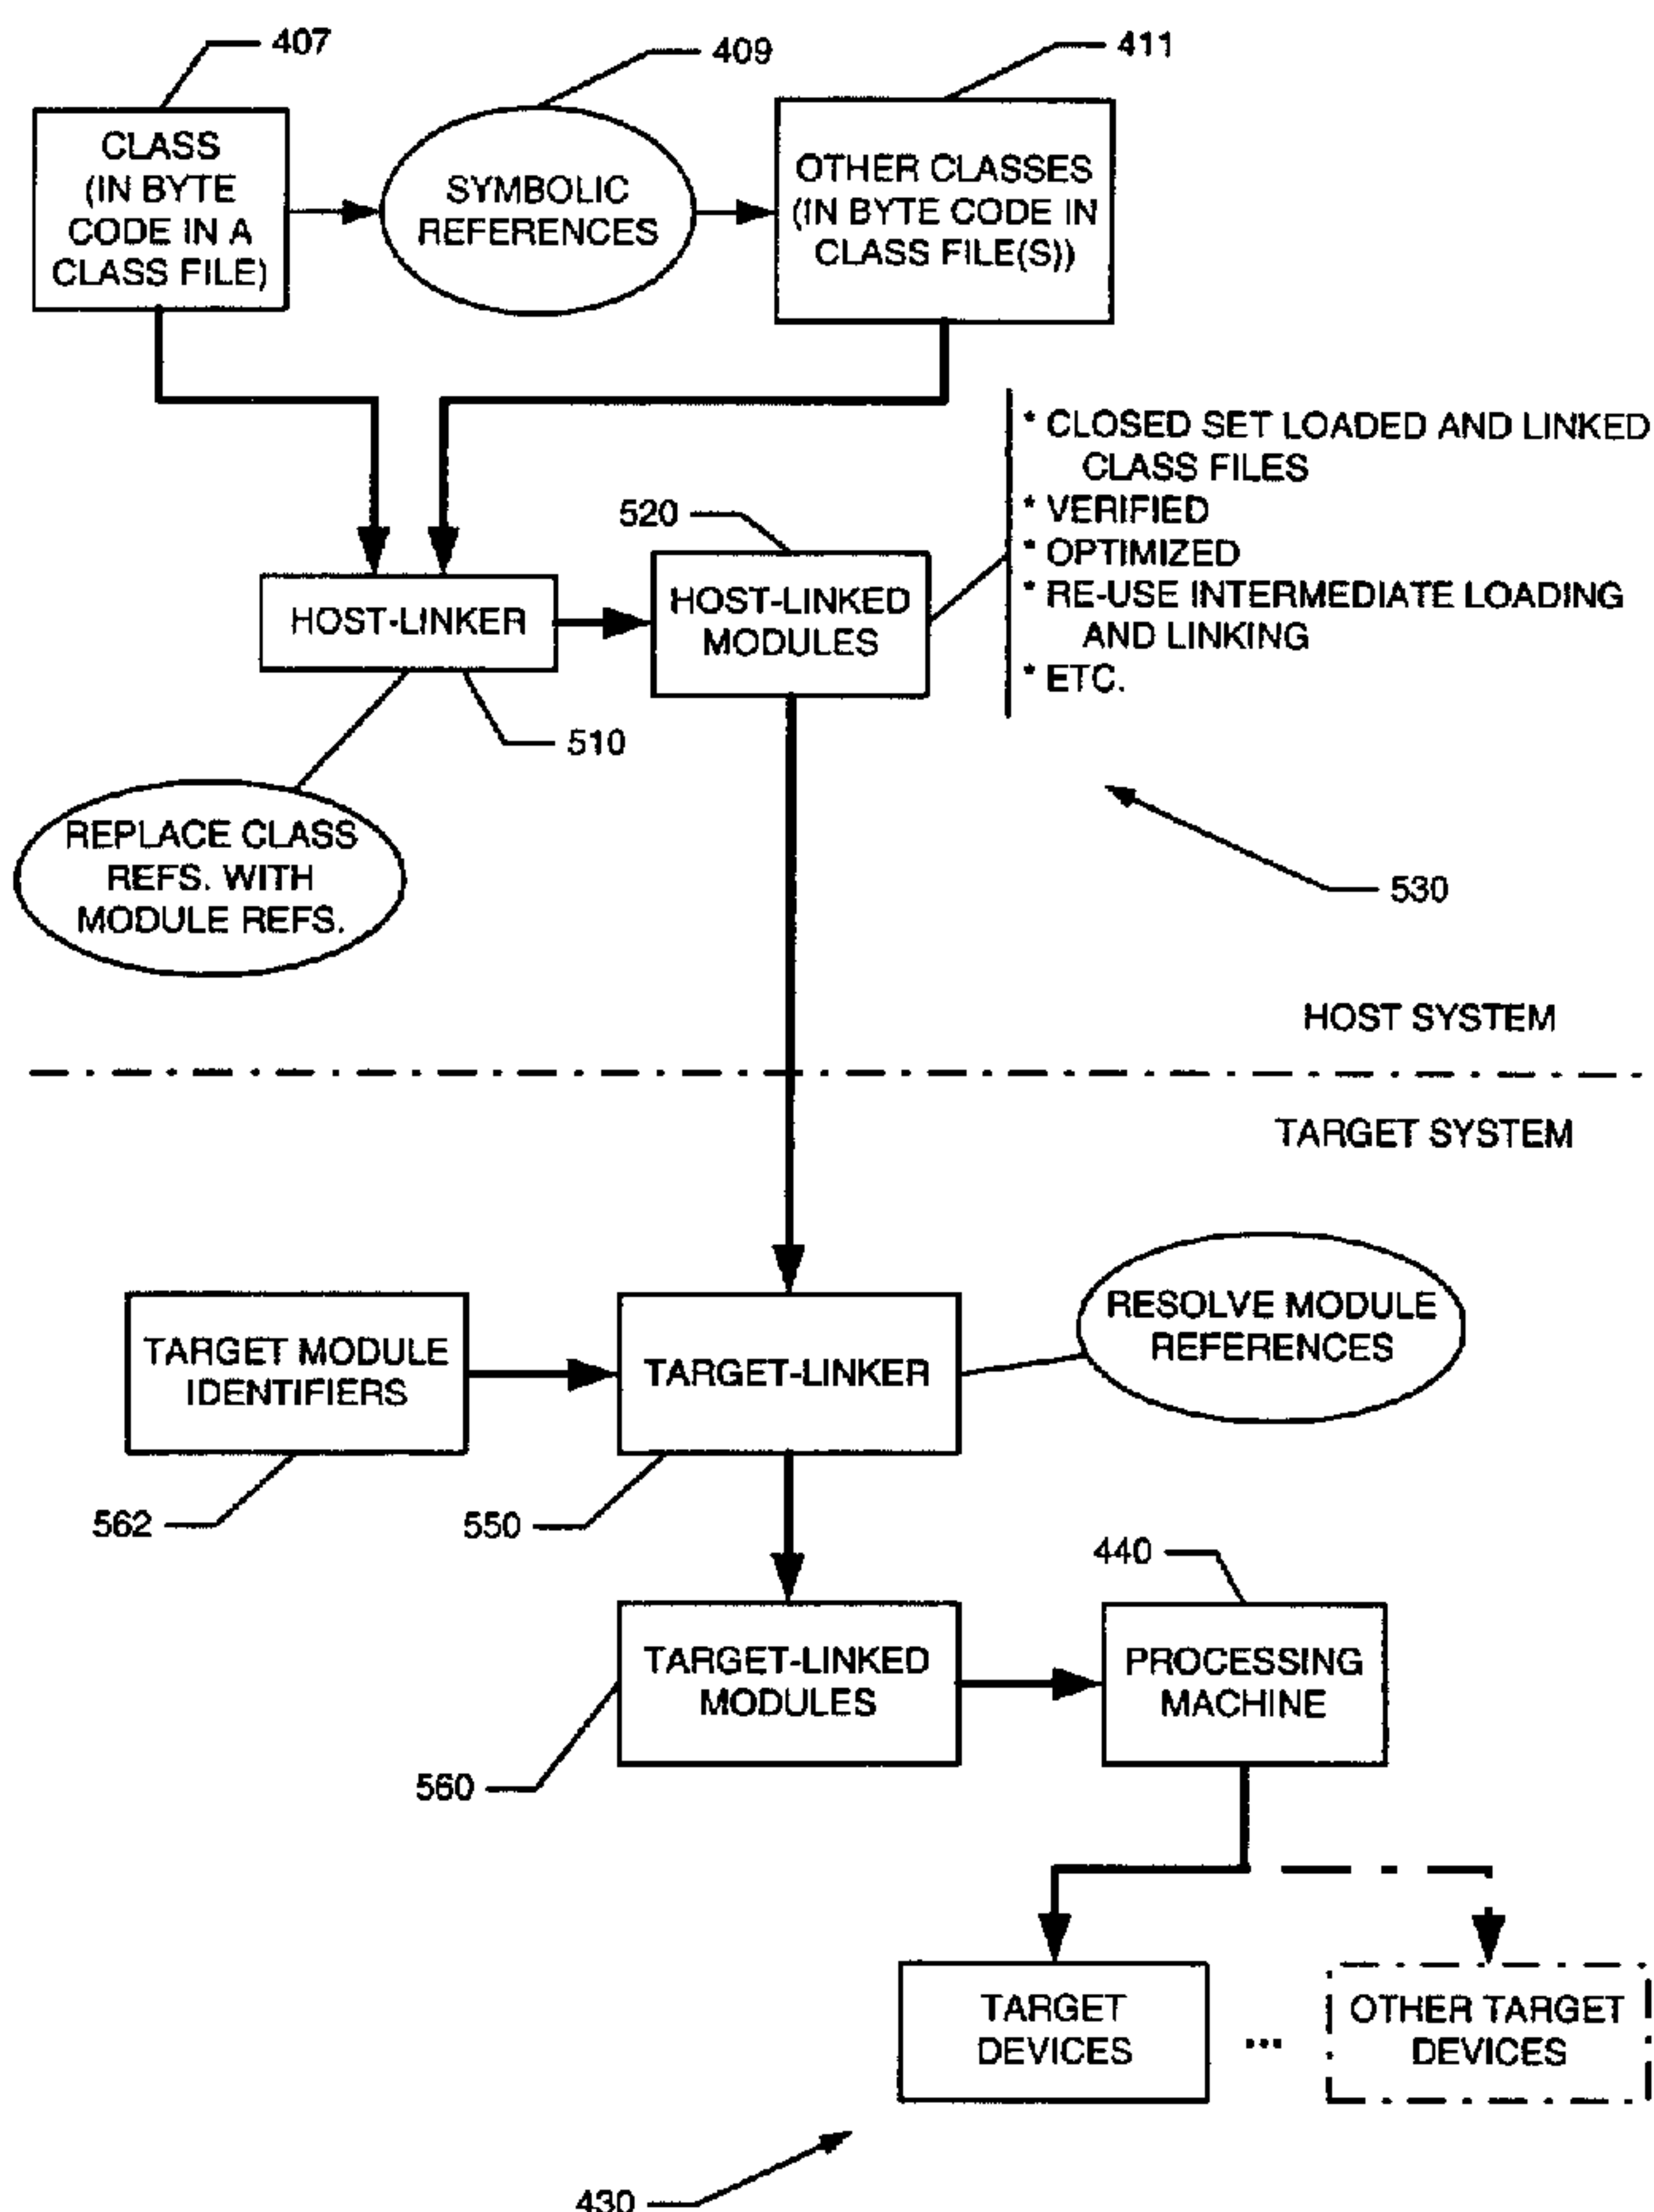 407
409
411
CLASS
(IN BYTE
CODE IN A
CLASS FILE)
SYMBOLIC
REFERENCES
OTHER CLASSES
(IN BYTE CODE IN
CLASS FILE(S))
* CLOSED SET LOADED AND LINKED
CLASS FILES
* VERIFIED
* OPTIMIZED
* RE-USE INTERMEDIATE LOADING
AND LINKING
* ETC.
520
HOST-LINKER
HOST-LINKED
MODULES
510
REPLACE CLASS
REFS. WITH
MODULE REFS.
530
HOST SYSTEM
TARGET SYSTEM
TARGET MODULE
IDENTIFIERS
TARGET-LINKER
RESOLVE MODULE
REFERENCES
562
550
440
TARGET-LINKED
MODULES
PROCESSING
MACHINE
560
TARGET
DEVICES
...
OTHER TARGET
DEVICES
430